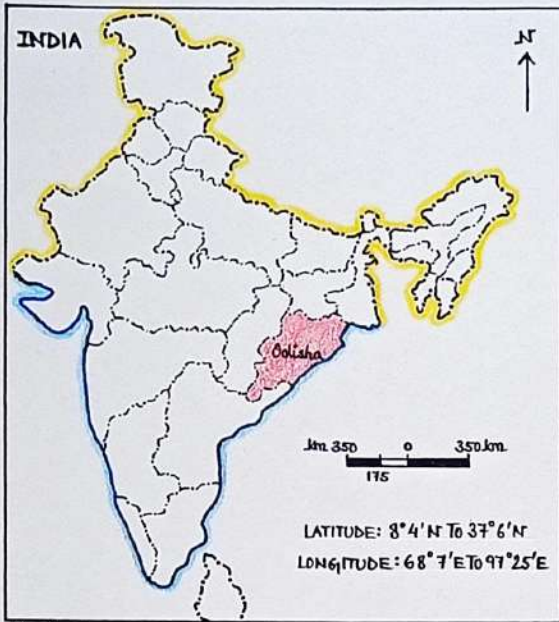 INDIA
N
Odisha
km 350 0 350 km
175
LATITUDE: 8°4'N TO 37°6'N
LONGITUDE: 68°7'E TO 97°25'E